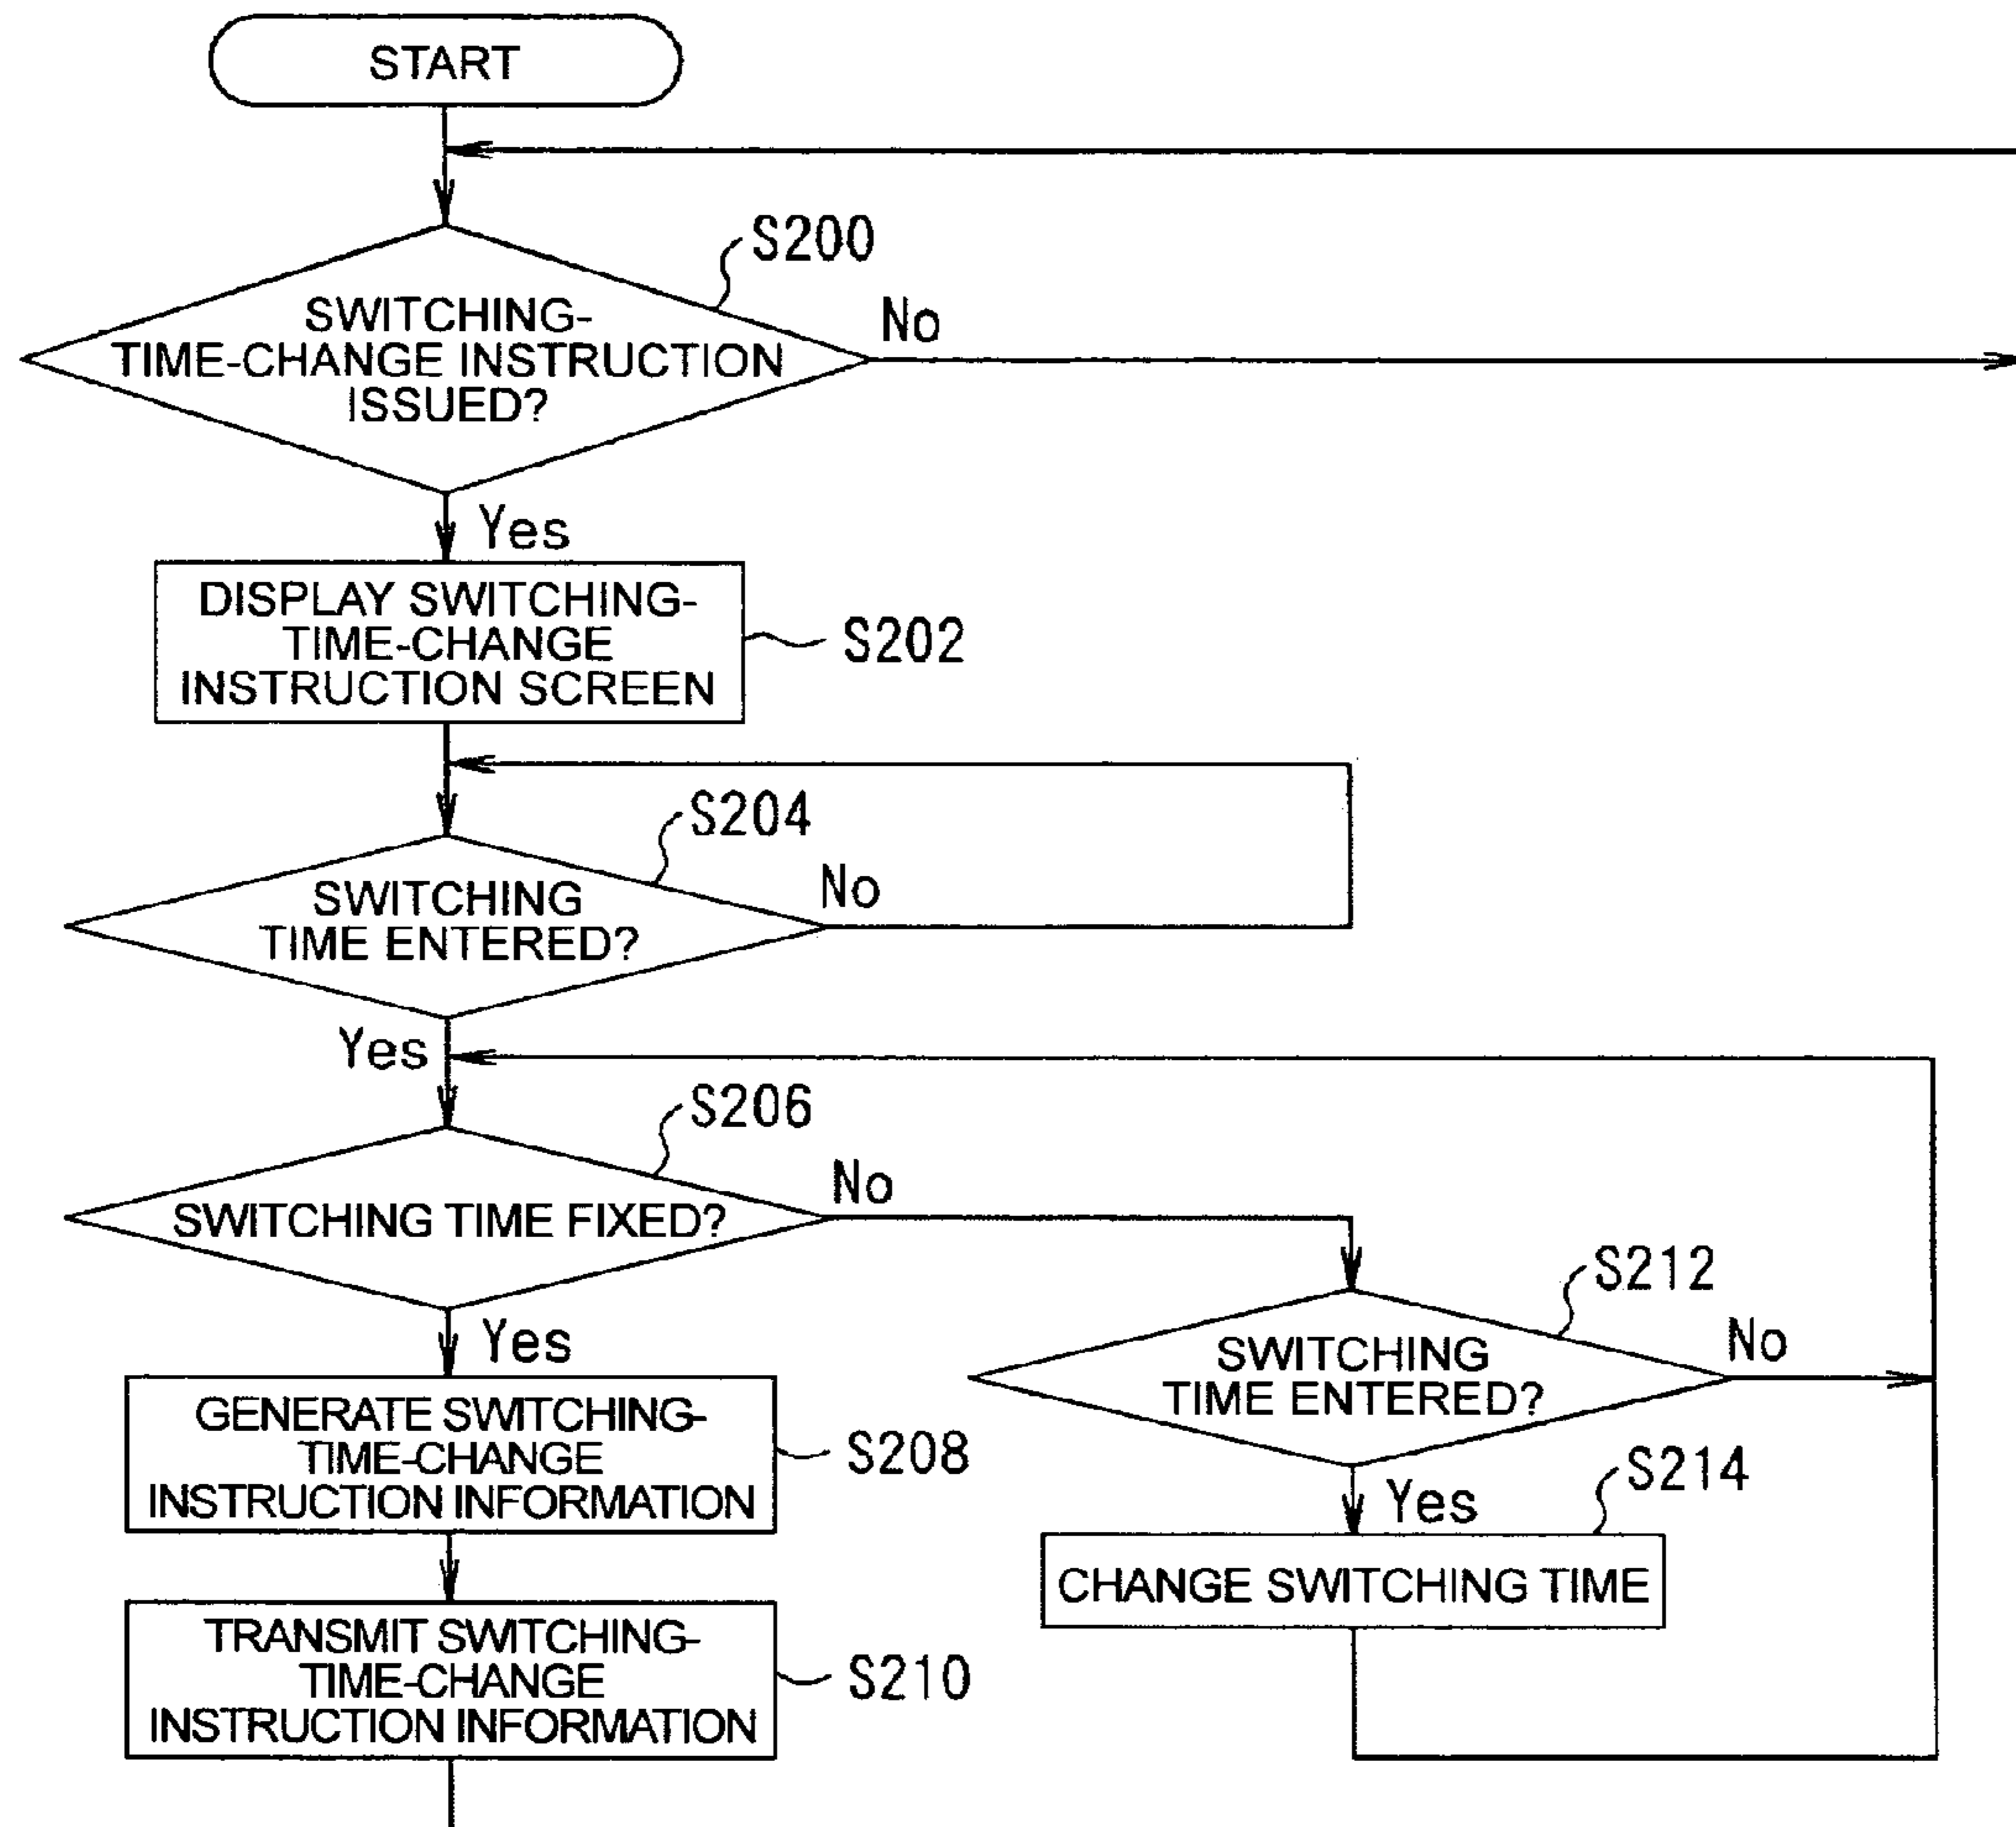 START
S200
SWITCHING-
TIME-CHANGE INSTRUCTION
ISSUED?
No
Yes
DISPLAY SWITCHING-
TIME-CHANGE
INSTRUCTION SCREEN
S202
S204
SWITCHING
TIME ENTERED?
No
Yes
S206
SWITCHING TIME FIXED?
No
Yes
S212
SWITCHING
TIME ENTERED?
No
Yes
GENERATE SWITCHING-
TIME-CHANGE
INSTRUCTION INFORMATION
S208
S214
CHANGE SWITCHING TIME
TRANSMIT SWITCHING-
TIME-CHANGE
INSTRUCTION INFORMATION
S210